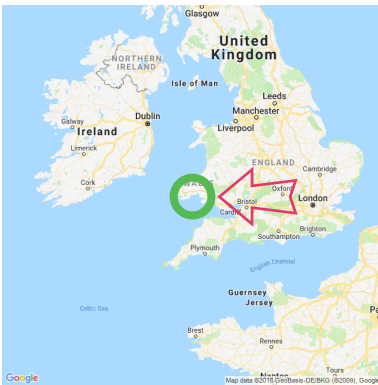 Glasgow
United
Kingdom
NORTHERN
IRELAND
Isle of Man
Leeds
Manchester
Liverpool
Dublin
Galway
Ireland
Limerick
Cork
ENGLAND
Cambridge
Oxford
Bristol
London
Cardiff
Southampton
Brighton
Plymouth
English Channel
Guernsey
Jersey
Celtic Sea
Brest
Rennes
Tours
Google
Map data ©2018 GeoBasis-DE/BKG (©2009), Google